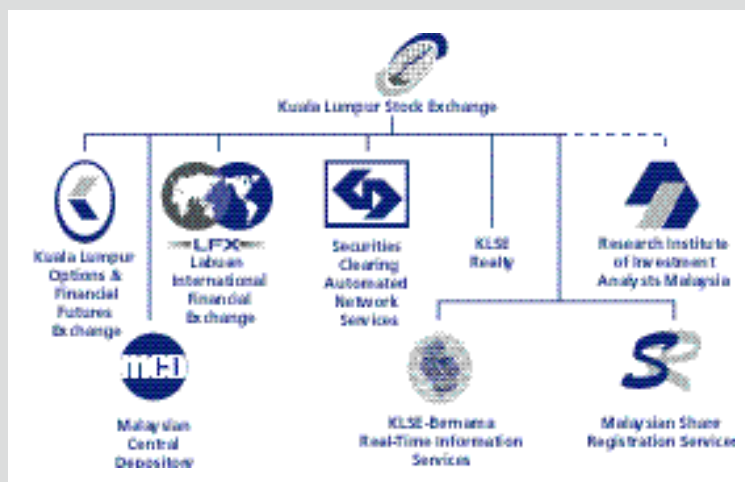 Kuala Lumpur Stock Exchange
Kuala Lumpur
Options &
Financial
Futures
Exchange
LFX
Labuan
International
Financial
Exchange
Securities
Clearing
Automated
Network
Services
KLSE
Realty
Research Institute
of Investment
Analysts Malaysia
Malaysian
Central
Depository
KLSE-Bernama
Real-Time Information
Services
Malaysian Share
Registration Services